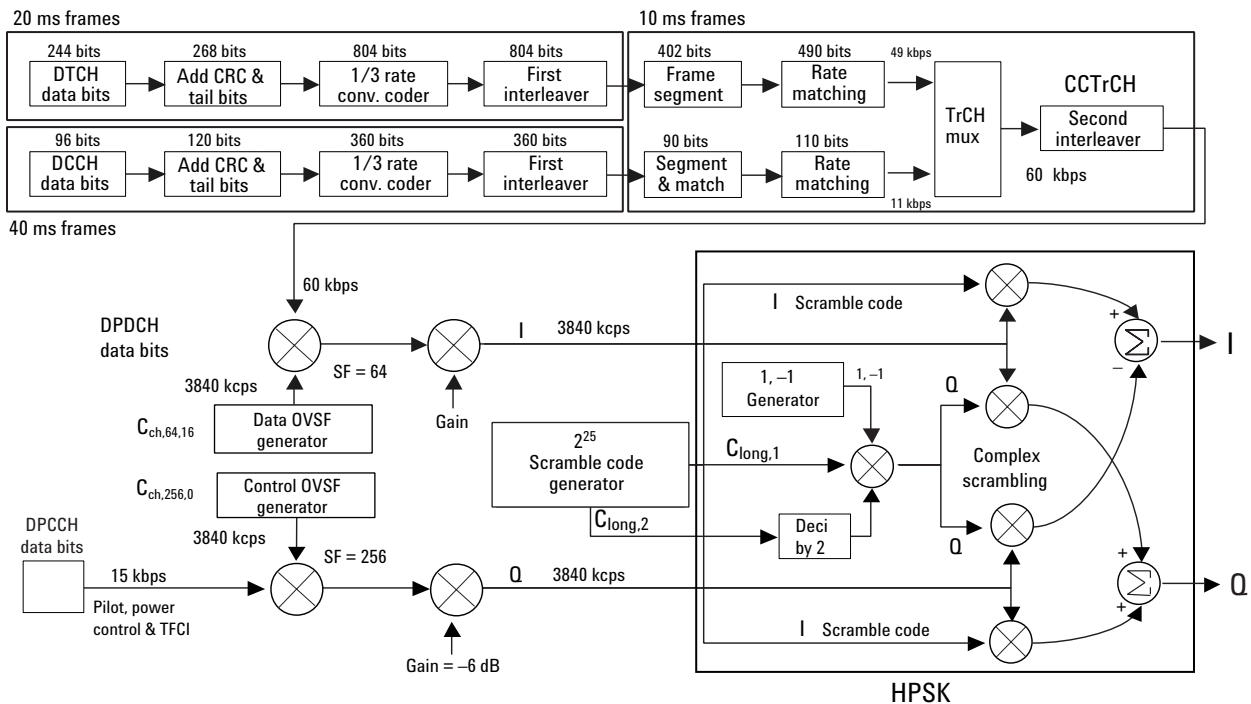 20 ms frames
10 ms frames
244 bits
268 bits
804 bits
804 bits
402 bits
490 bits
49 kbps
DTCH
data bits
Add CRC &
tail bits
1/3 rate
conv. coder
First
interleaver
Frame
segment
Rate
matching
TrCH
mux
CCTrCH
Second
interleaver
96 bits
120 bits
360 bits
360 bits
90 bits
110 bits
DCCH
data bits
Add CRC &
tail bits
1/3 rate
conv. coder
First
interleaver
Segment
& match
Rate
matching
60 kbps
11 kbps
40 ms frames
60 kbps
DPDCH
data bits
I 3840 kcps
SF = 64
3840 kcps
Gain
Cch,64,16
Data OVSF
generator
Cch,256,0
Control OVSF
generator
3840 kcps
DPCCH
data bits
SF = 256
15 kbps
Pilot, power
control & TFCI
Q 3840 kcps
Gain = –6 dB
I Scramble code
+
Σ
–
I
1, –1
Generator
1, –1
Q
2²⁵
Scramble code
generator
Clong,1
Complex
scrambling
Clong,2
Deci
by 2
Q
+
Σ
+
Q
I Scramble code
HPSK